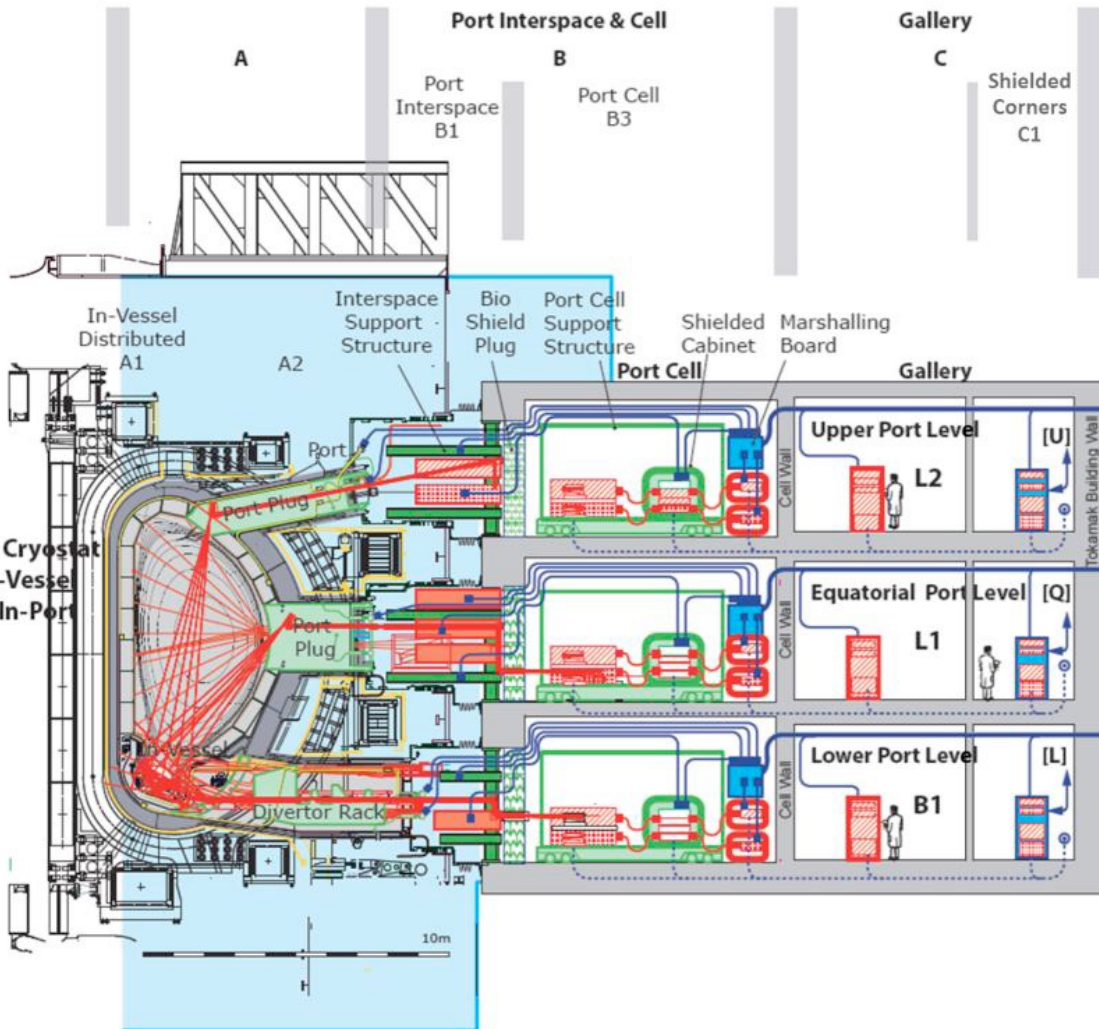 Port Interspace & Cell
Gallery
A
B
C
Port
Interspace
B1
Port Cell
B3
Shielded
Corners
C1
In-Vessel
Distributed
A1
A2
Interspace
Support
Structure
Bio
Shield
Plug
Port Cell
Support
Structure
Shielded
Cabinet
Marshalling
Board
Port Cell
Gallery
Port
Port Plug
Cell Wall
Upper Port Level
[U]
L2
Tokamak Building Wall
Cryostat
-Vessel
In-Port
Port
Plug
Cell Wall
Equatorial Port Level
[Q]
L1
In-Vessel
Divertor Rack
Cell Wall
Lower Port Level
[L]
B1
10m